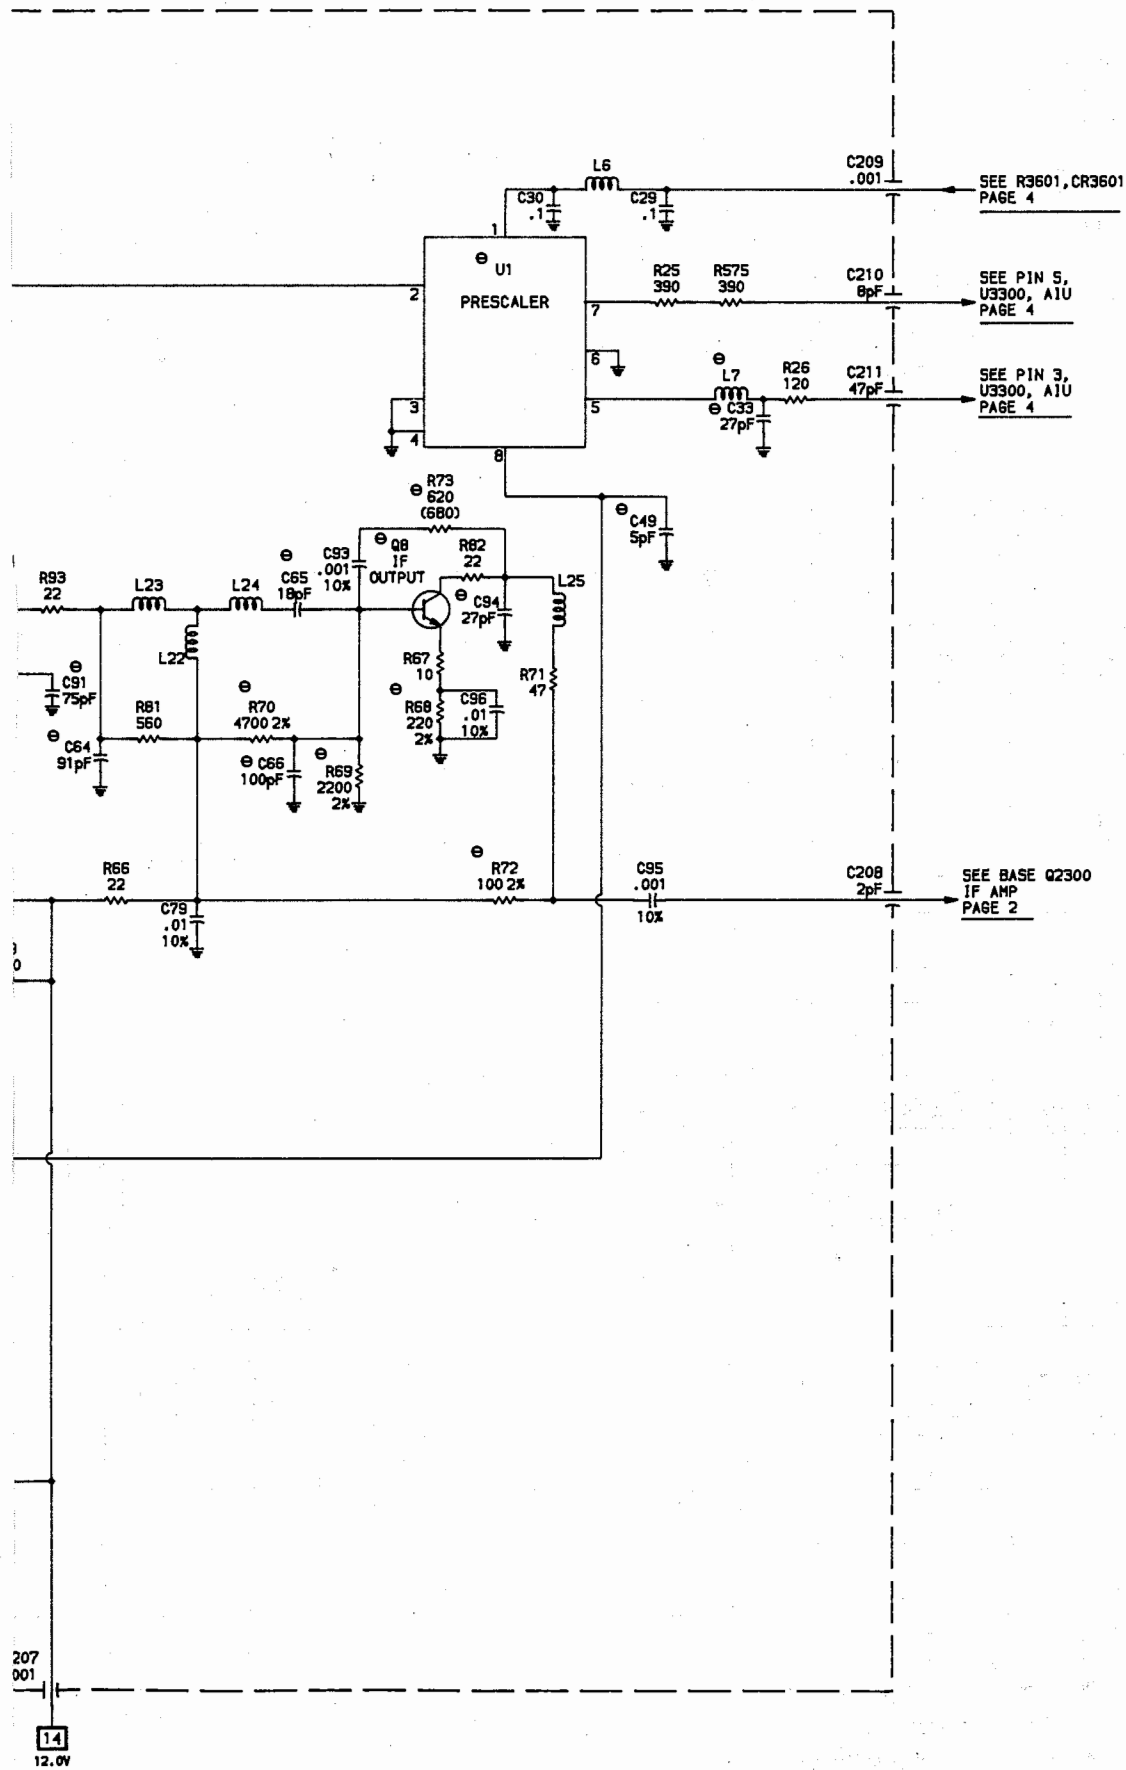 C209
.001
SEE R3601, CR3601
PAGE 4
L6
C30
.1
C29
.1
1
⊖ U1
PRESCALER
2
3
4
5
6
7
8
R25
390
R575
390
C210
8pF
SEE PIN 5,
U3300, A1U
PAGE 4
⊖
L7
⊖ C33
27pF
R26
120
C211
47pF
SEE PIN 3,
U3300, A1U
PAGE 4
⊖ R73
620
(680)
⊖ C49
5pF
R93
22
L23
L24
⊖
C65
18pF
C93
.001
10%
⊖ Q8
IF
OUTPUT
R82
22
⊖
C94
27pF
L25
L22
⊖
C91
75pF
R67
10
R71
47
⊖
C64
91pF
R81
560
⊖
R70
4700 2%
⊖ C66
100pF
⊖
R69
2200
2%
⊖
R68
220
2%
C96
.01
10%
R66
22
C79
.01
10%
⊖
R72
100 2%
C95
.001
10%
C208
2pF
SEE BASE Q2300
IF AMP
PAGE 2
0
207
001
14
12.0V